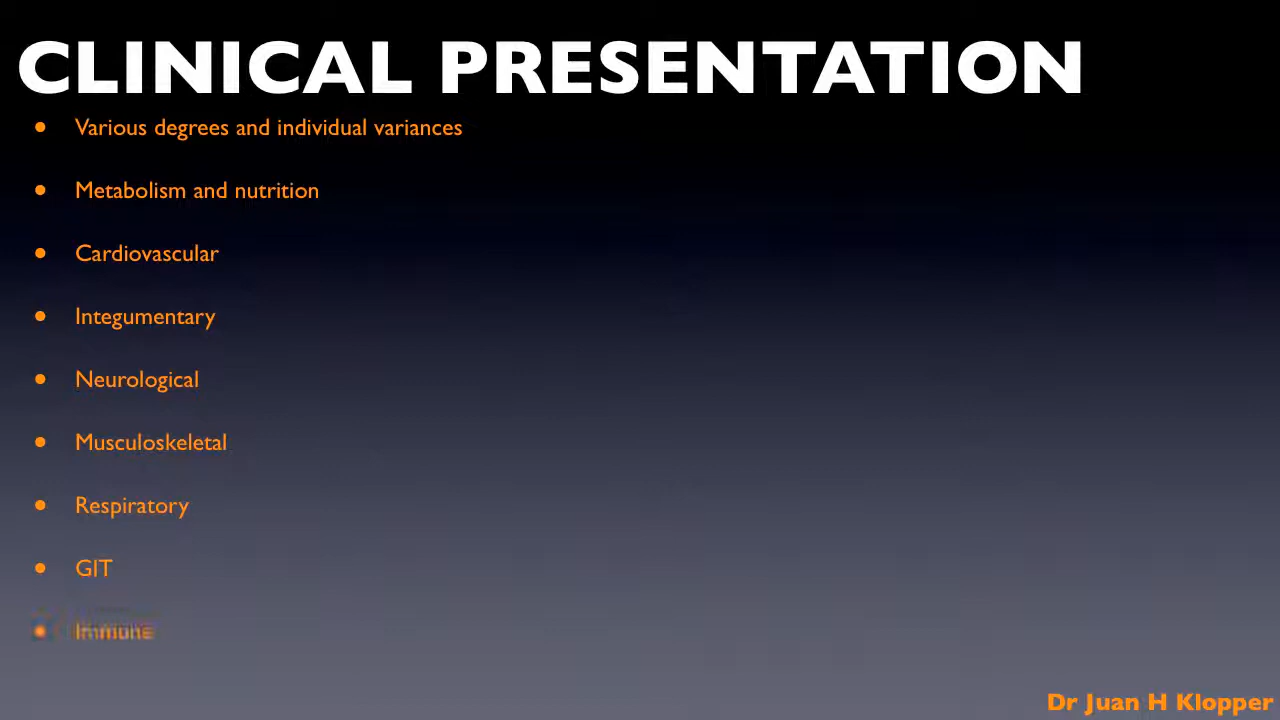 CLINICAL PRESENTATION
• Various degrees and individual variances
• Metabolism and nutrition
• Cardiovascular
• Integumentary
• Neurological
• Musculoskeletal
• Respiratory
• GIT
• Immune
Dr Juan H Klopper